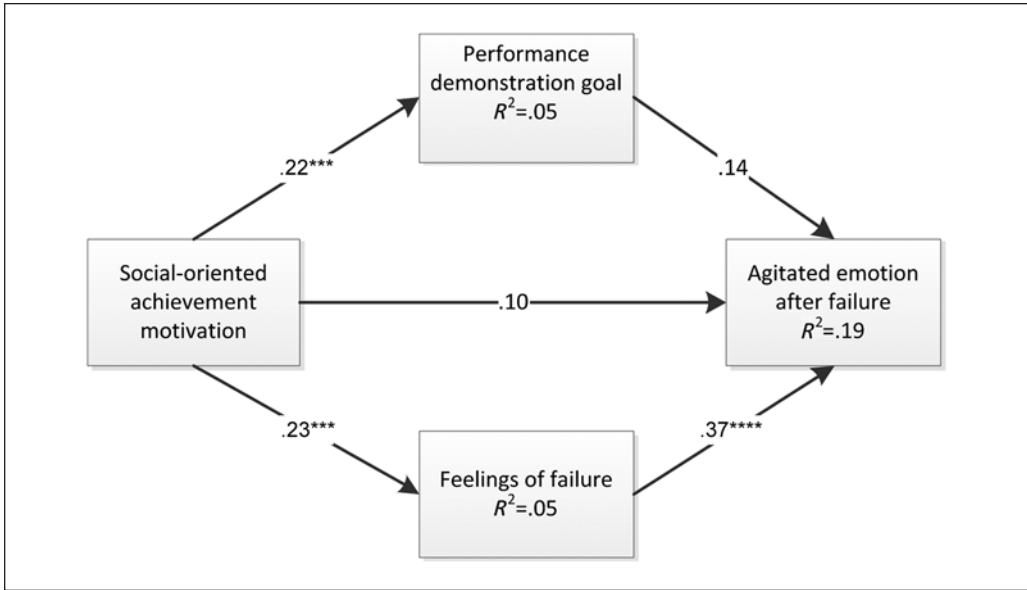 Performance
demonstration goal
R²=.05
.22***
.14
Social-oriented
achievement
motivation
.10
Agitated emotion
after failure
R²=.19
.23***
.37****
Feelings of failure
R²=.05